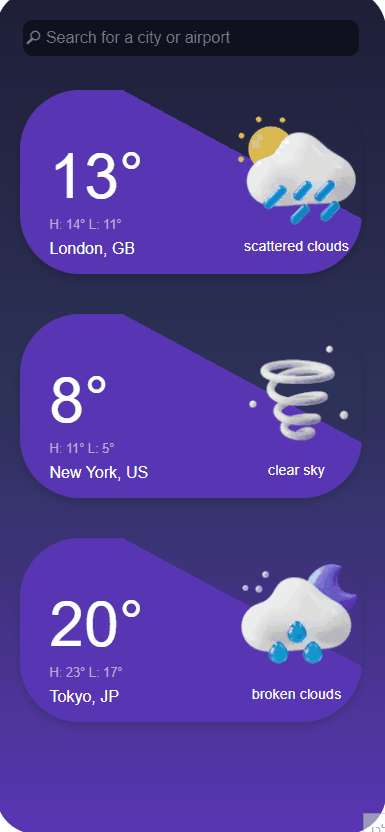 Search for a city or airport
13°
H: 14° L: 11°
London, GB
scattered clouds
8°
H: 11° L: 5°
New York, US
clear sky
20°
H: 23° L: 17°
Tokyo, JP
broken clouds